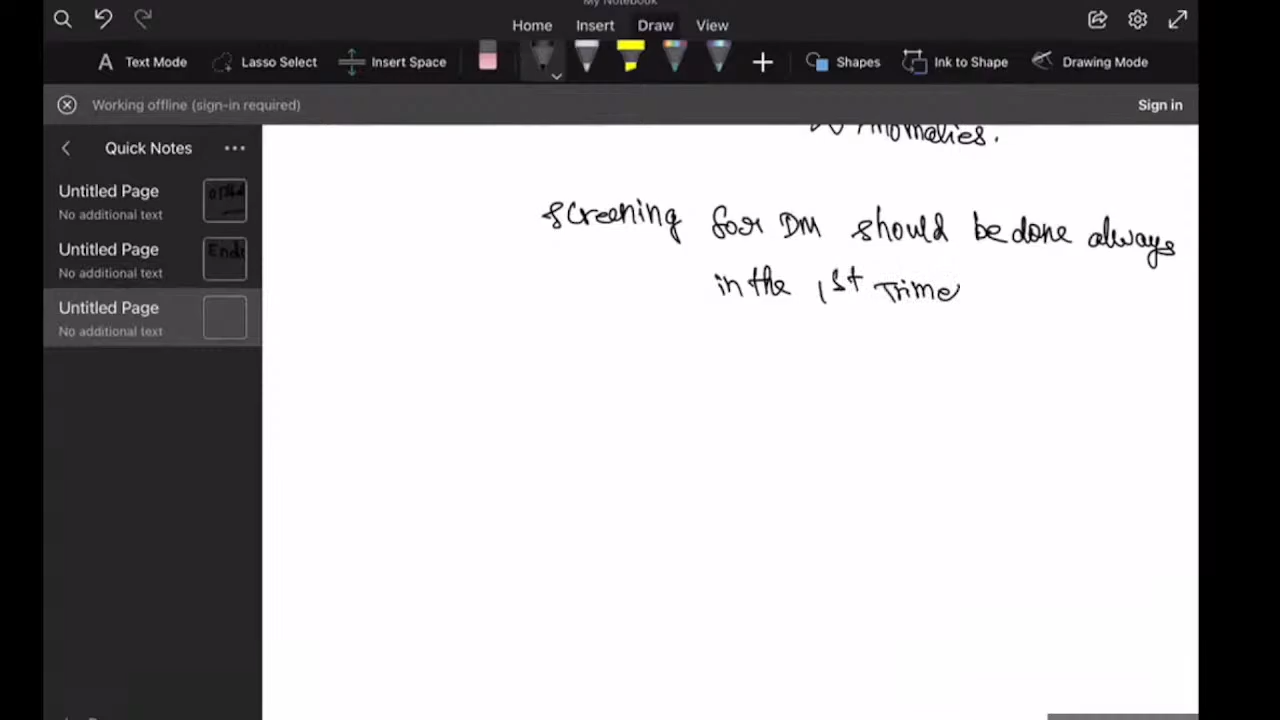 My Notebook
Home Insert Draw View
Text Mode Lasso Select Insert Space Shapes Ink to Shape Drawing Mode
Working offline (sign-in required) Sign in
Quick Notes
Untitled Page
No additional text
Untitled Page
No additional text
Untitled Page
No additional text
Anomalies.
screening for DM should be done always
in the 1st Trime